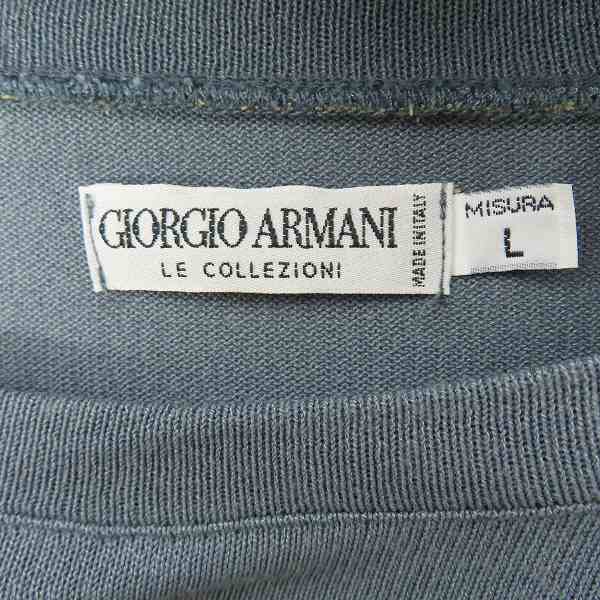 GIORGIO ARMANI
LE COLLEZIONI
MADE IN ITALY
MISURA
L